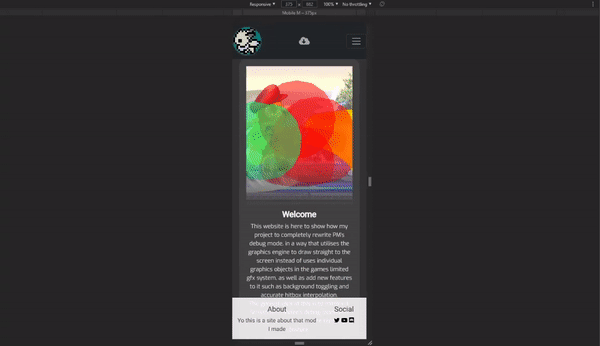 Responsive ▼ 375 x 882 100% ▼ No throttling ▼
Mobile M – 375px
Welcome
This website is here to show how my
project to completely rewrite PM's
debug mode, in a way that utilises the
graphics engine to draw straight to the
screen instead of uses individual
graphics objects in the games limited
gfx system, as well as add new features
to it such as background toggling and
accurate hitbox interpolation.
About
Yo this is a site about that mod
I made
Social